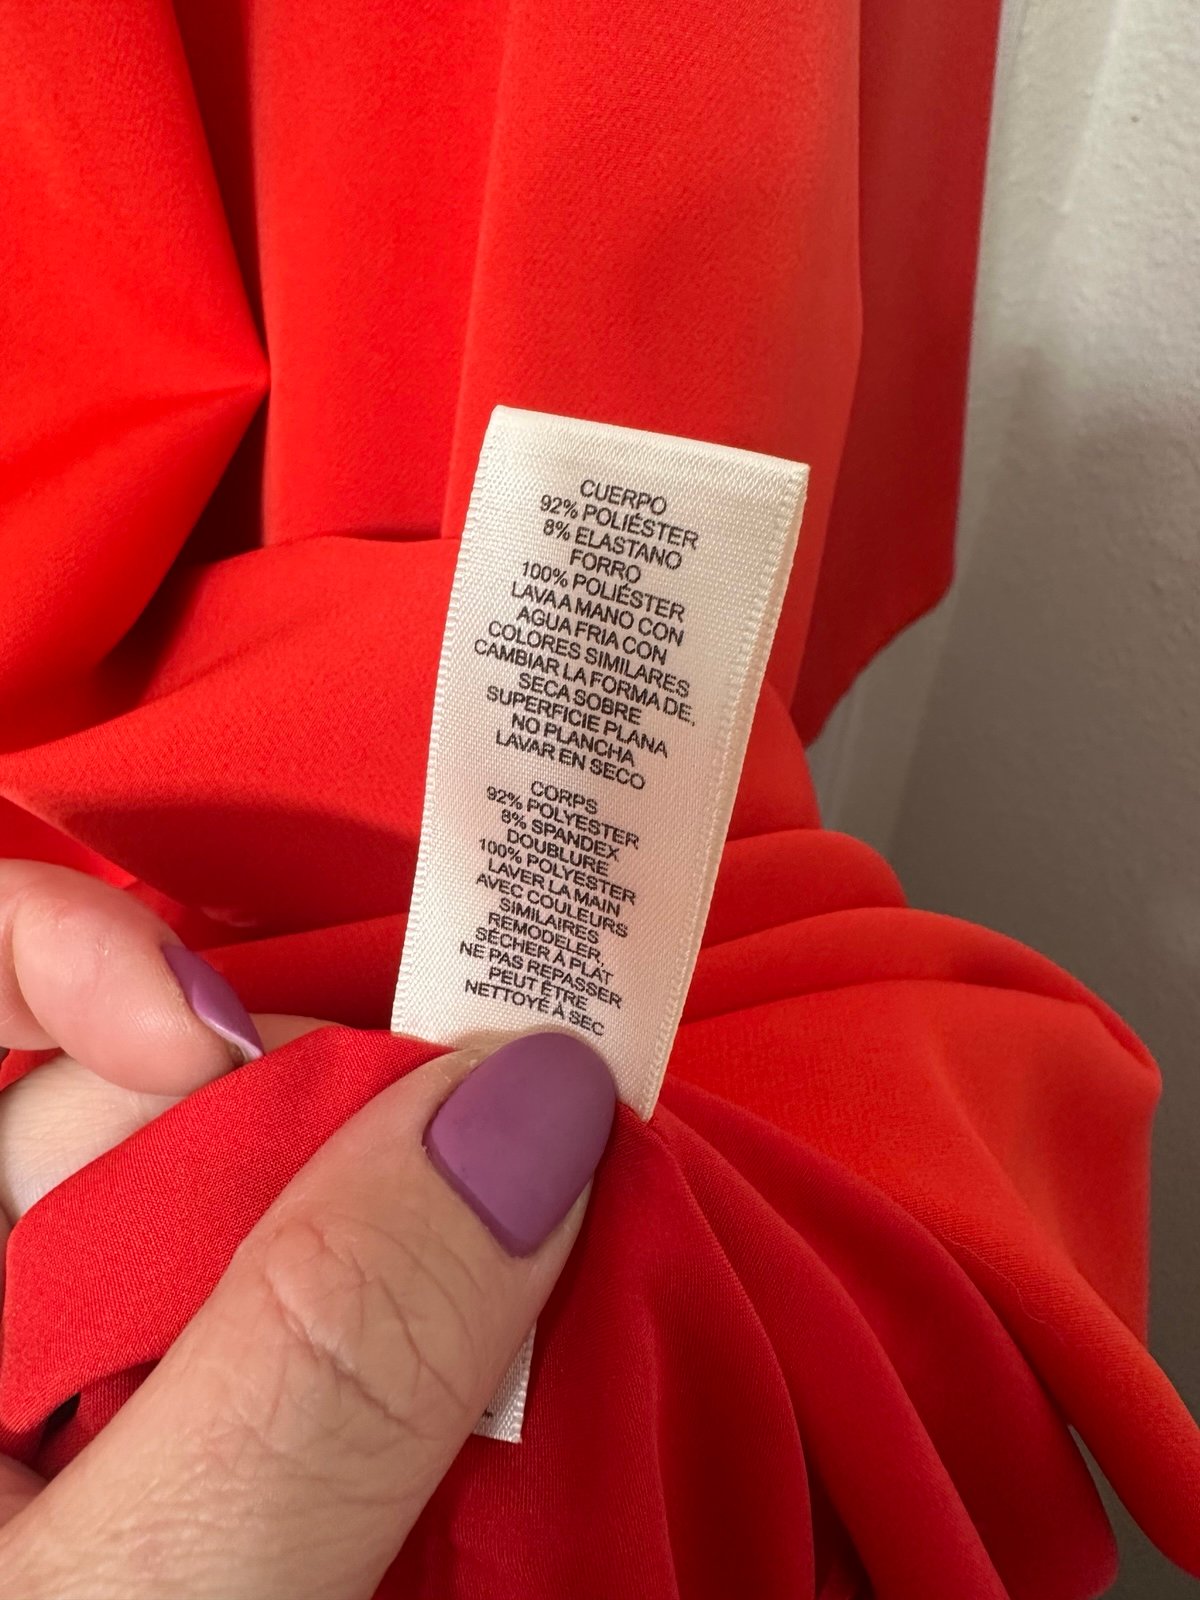 CUERPO
92% POLIÉSTER
8% ELASTANO
FORRO
100% POLIÉSTER
LAVA A MANO CON
AGUA FRIA CON
COLORES SIMILARES
CAMBIAR LA FORMA DE,
SECA SOBRE
SUPERFICIE PLANA
NO PLANCHA
LAVAR EN SECO
CORPS
92% POLYESTER
8% SPANDEX
DOUBLURE
100% POLYESTER
LAVER LA MAIN
AVEC COULEURS
SIMILAIRES
REMODELER,
SÉCHER À PLAT
NE PAS REPASSER
PEUT ÊTRE
NETTOYÉ À SEC